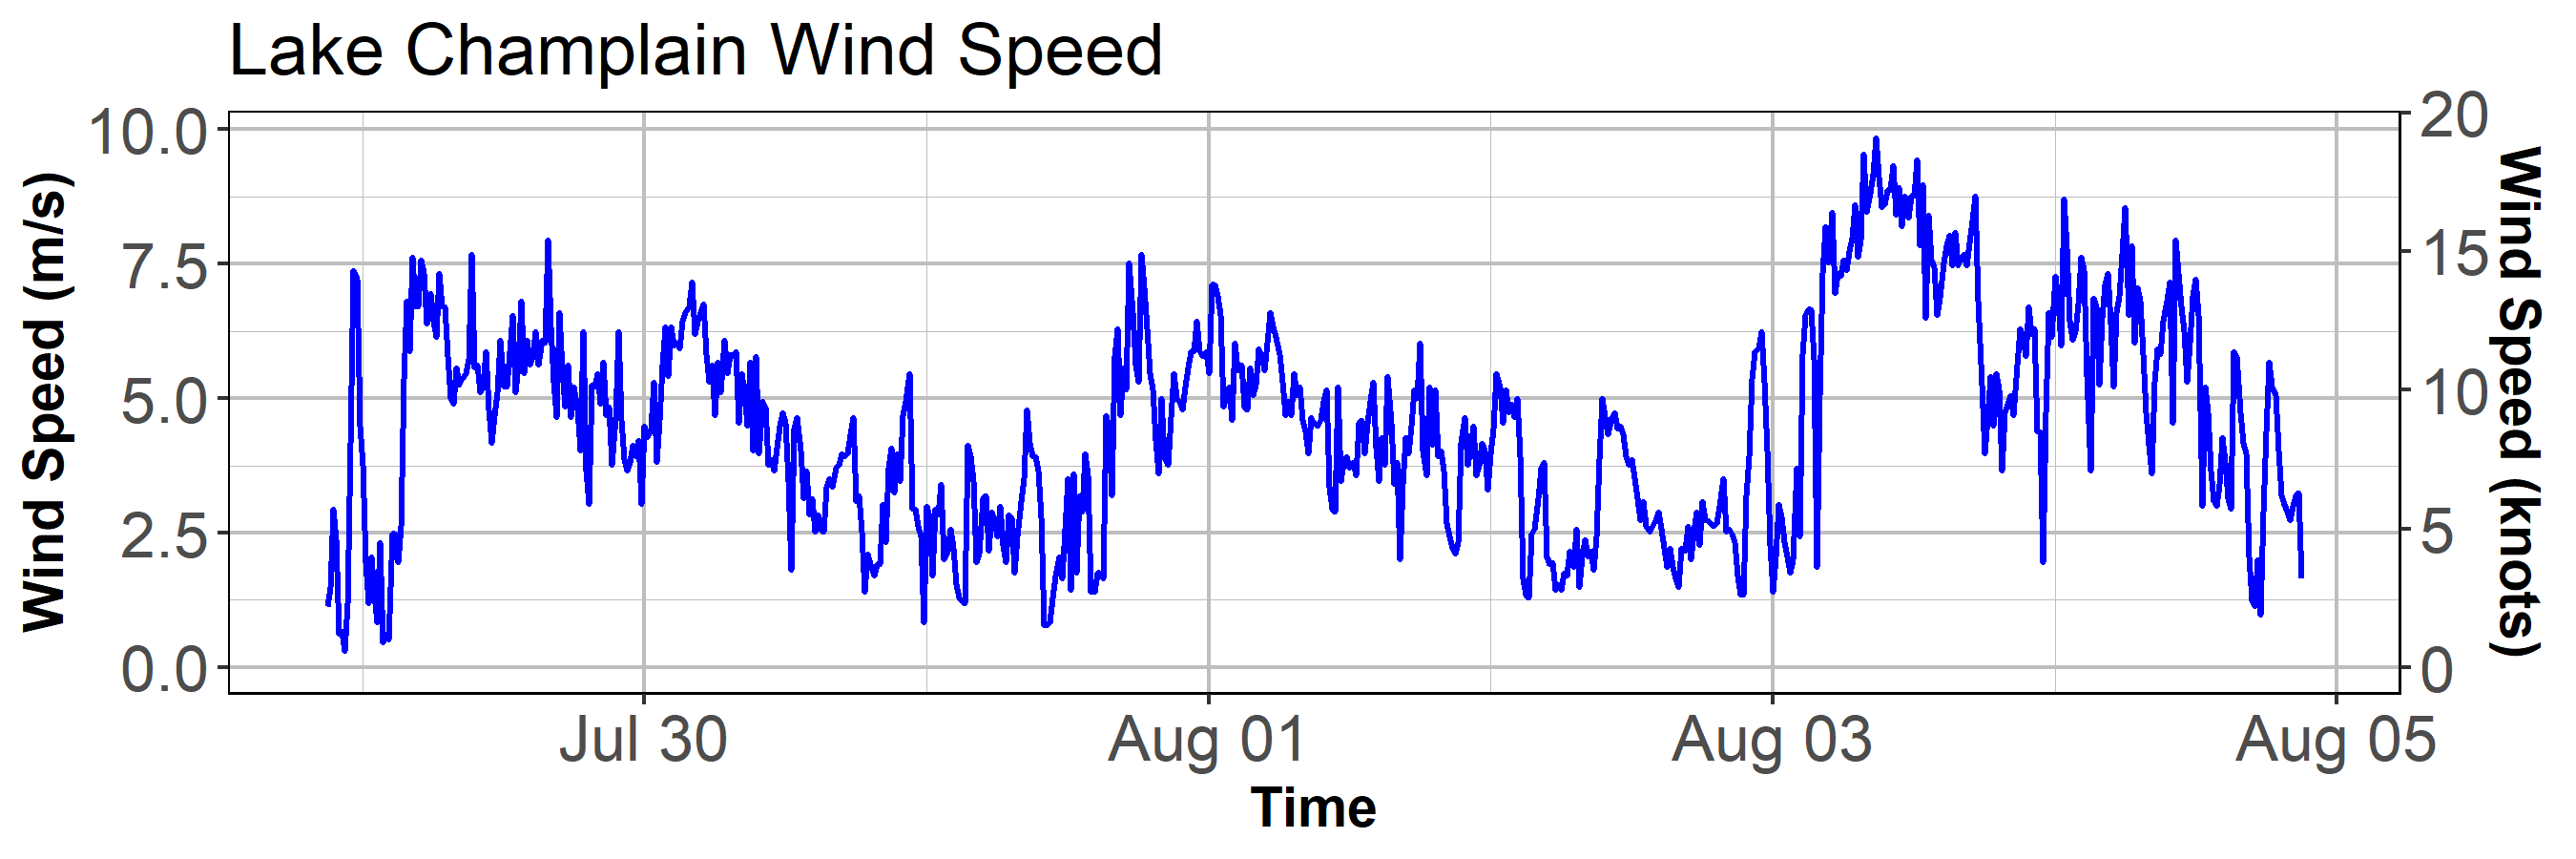 Lake Champlain Wind Speed
Wind Speed (m/s)
10.0
7.5
5.0
2.5
0.0
20
15
10
5
0
Wind Speed (knots)
Jul 30
Aug 01
Aug 03
Aug 05
Time